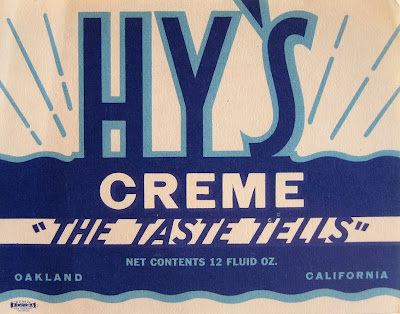 HY'S
CREME
"THE TASTE TELLS"
NET CONTENTS 12 FLUID OZ.
OAKLAND CALIFORNIA